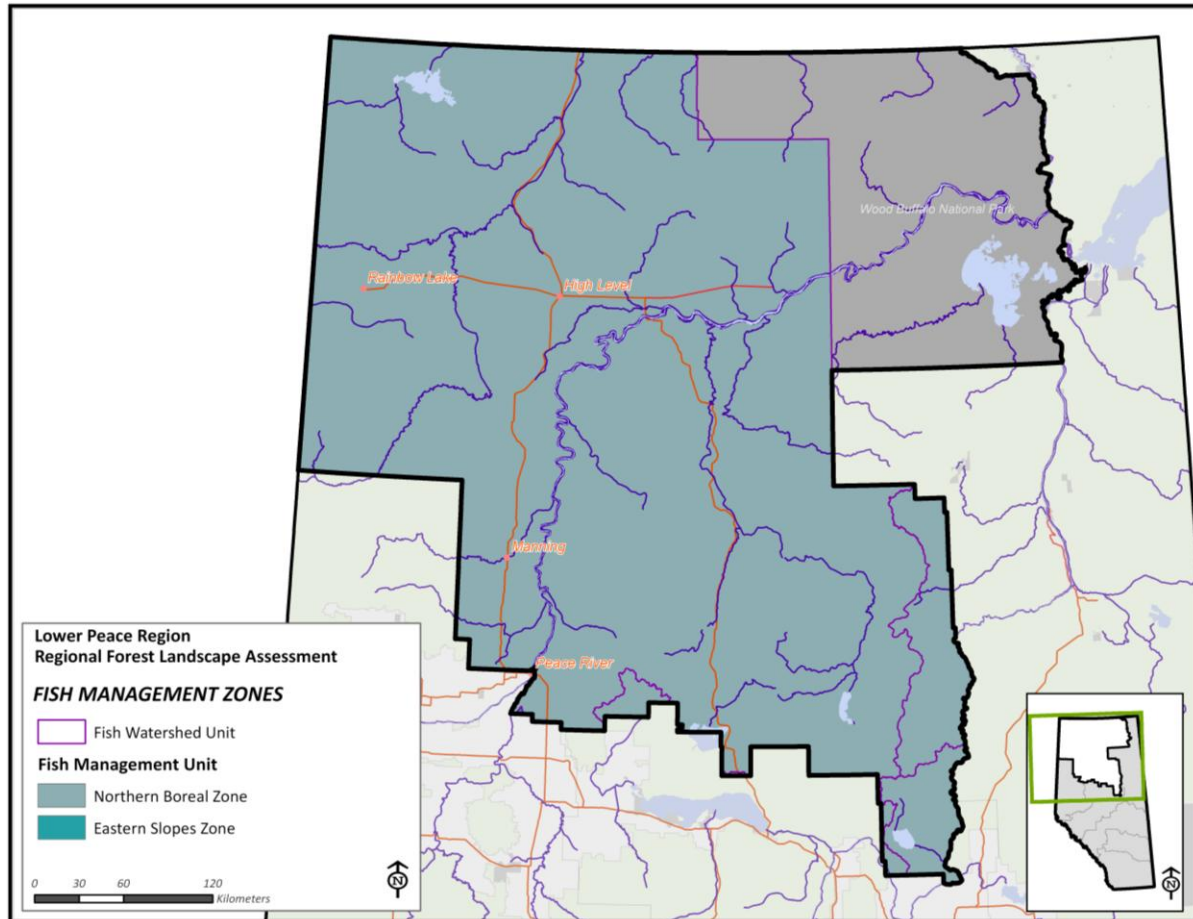 Wood Buffalo National Park
Rainbow Lake
High Level
Manning
Peace River
Lower Peace Region
Regional Forest Landscape Assessment
FISH MANAGEMENT ZONES
Fish Watershed Unit
Fish Management Unit
Northern Boreal Zone
Eastern Slopes Zone
0 30 60 120
Kilometers
N
N